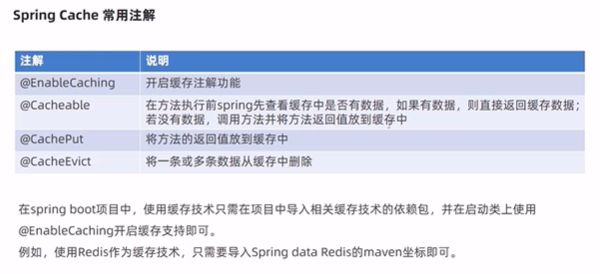 Spring Cache 常用注解
注解 说明
@EnableCaching 开启缓存注解功能
@Cacheable 在方法执行前spring先查看缓存中是否有数据，如果有数据，则直接返回缓存数据；
若没有数据，调用方法并将方法返回值放到缓存中
@CachePut 将方法的返回值放到缓存中
@CacheEvict 将一条或多条数据从缓存中删除
在spring boot项目中，使用缓存技术只需在项目中导入相关缓存技术的依赖包，并在启动类上使用
@EnableCaching开启缓存支持即可。
例如，使用Redis作为缓存技术，只需要导入Spring data Redis的maven坐标即可。